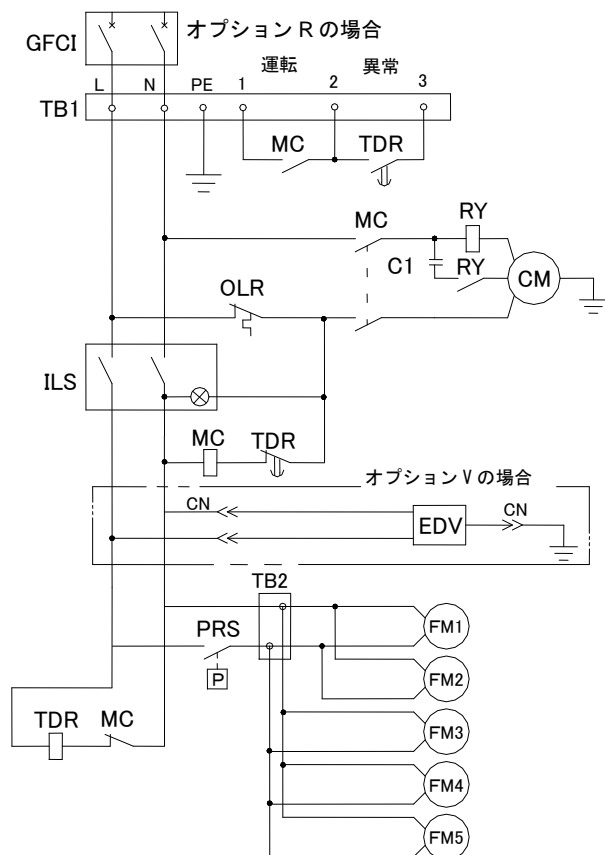 オプションRの場合
GFCI
運転 異常
L N PE 1 2 3
TB1
MC TDR
MC RY
C1 RY
CM
OLR
ILS
MC TDR
オプションVの場合
CN CN
EDV
TB2
PRS
FM1
P
FM2
TDR MC
FM3
FM4
FM5